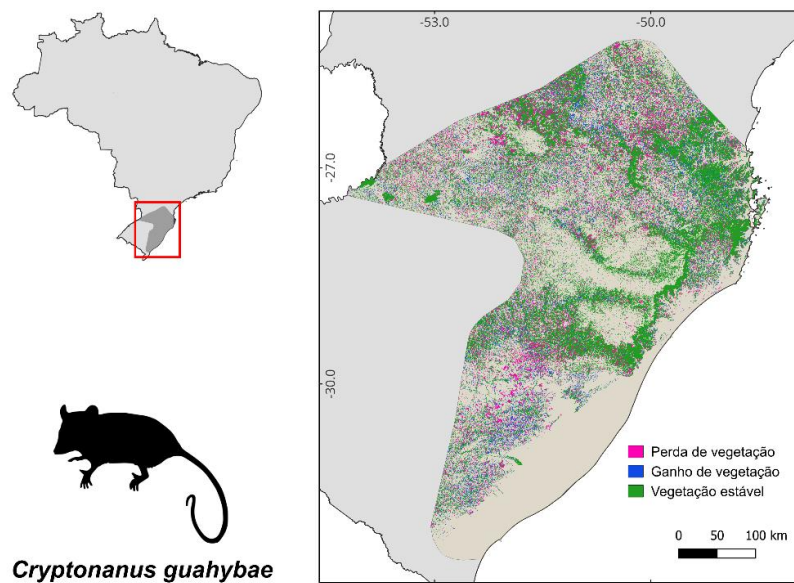 -53.0
-50.0
-27.0
-30.0
Perda de vegetação
Ganho de vegetação
Vegetação estável
0 50 100 km
Cryptonanus guahybae